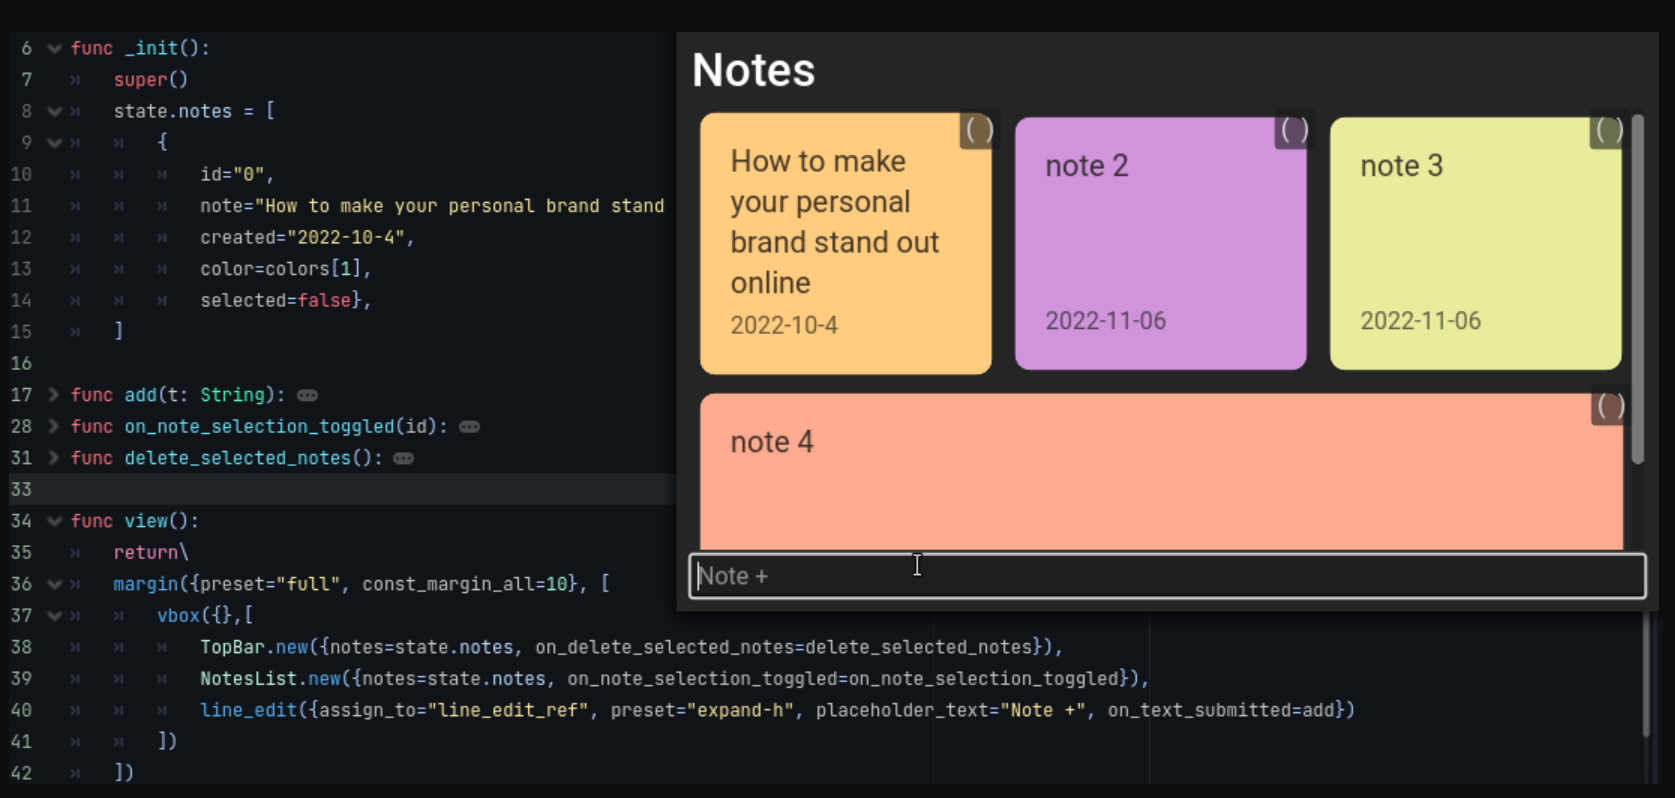 6 func _init():
7 super()
8 state.notes = [
9 {
10 id="0",
11 note="How to make your personal brand stand
12 created="2022-10-4",
13 color=colors[1],
14 selected=false},
15 ]
16
17 func add(t: String):
28 func on_note_selection_toggled(id):
31 func delete_selected_notes():
33
34 func view():
35 return\
36 margin({preset="full", const_margin_all=10}, [
37 vbox({},[
38 TopBar.new({notes=state.notes, on_delete_selected_notes=delete_selected_notes}),
39 NotesList.new({notes=state.notes, on_note_selection_toggled=on_note_selection_toggled}),
40 line_edit({assign_to="line_edit_ref", preset="expand-h", placeholder_text="Note +", on_text_submitted=add})
41 ])
42 ])
Notes
( )
How to make
your personal
brand stand out
online
2022-10-4
( )
note 2
2022-11-06
( )
note 3
2022-11-06
( )
note 4
Note +